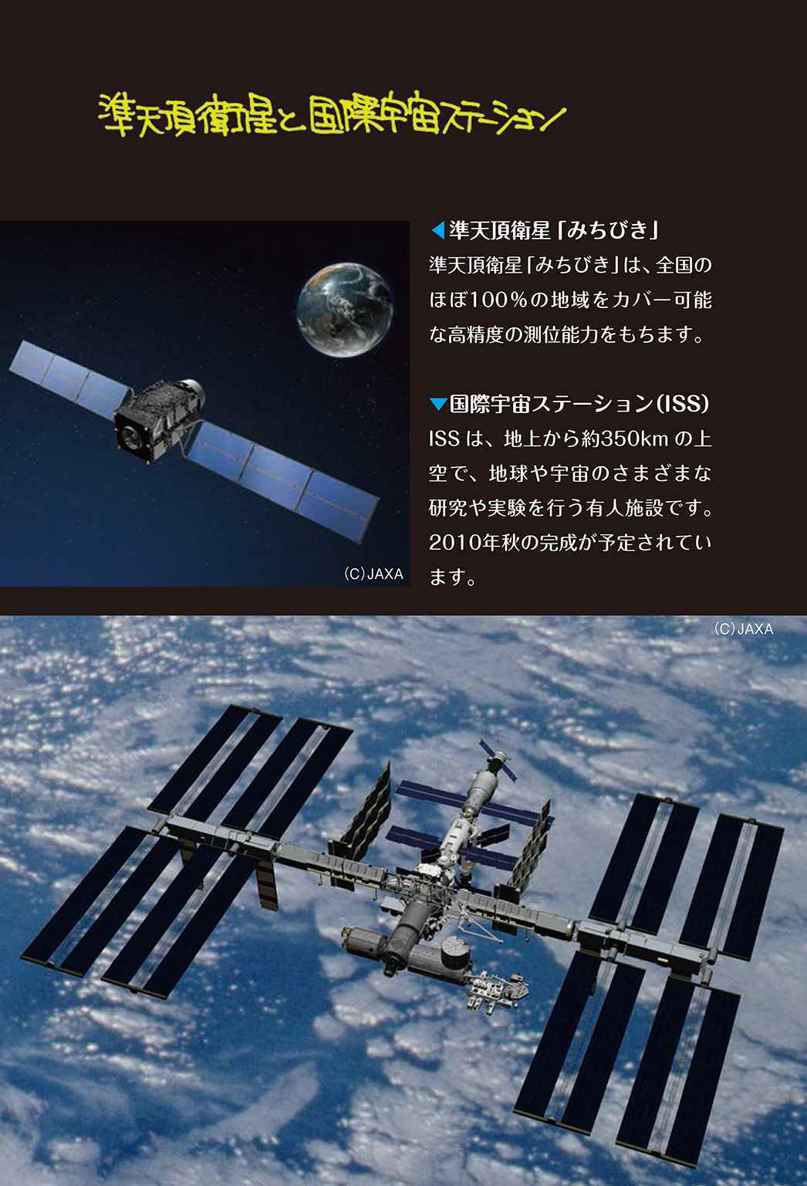 準天頂衛星と国際宇宙ステーション
◀準天頂衛星「みちびき」
準天頂衛星「みちびき」は、全国の
ほぼ100%の地域をカバー可能
な高精度の測位能力をもちます。
▼国際宇宙ステーション(ISS)
ISS は、地上から約350km の上
空で、地球や宇宙のさまざまな
研究や実験を行う有人施設です。
2010年秋の完成が予定されてい
ます。
(C)JAXA
(C)JAXA